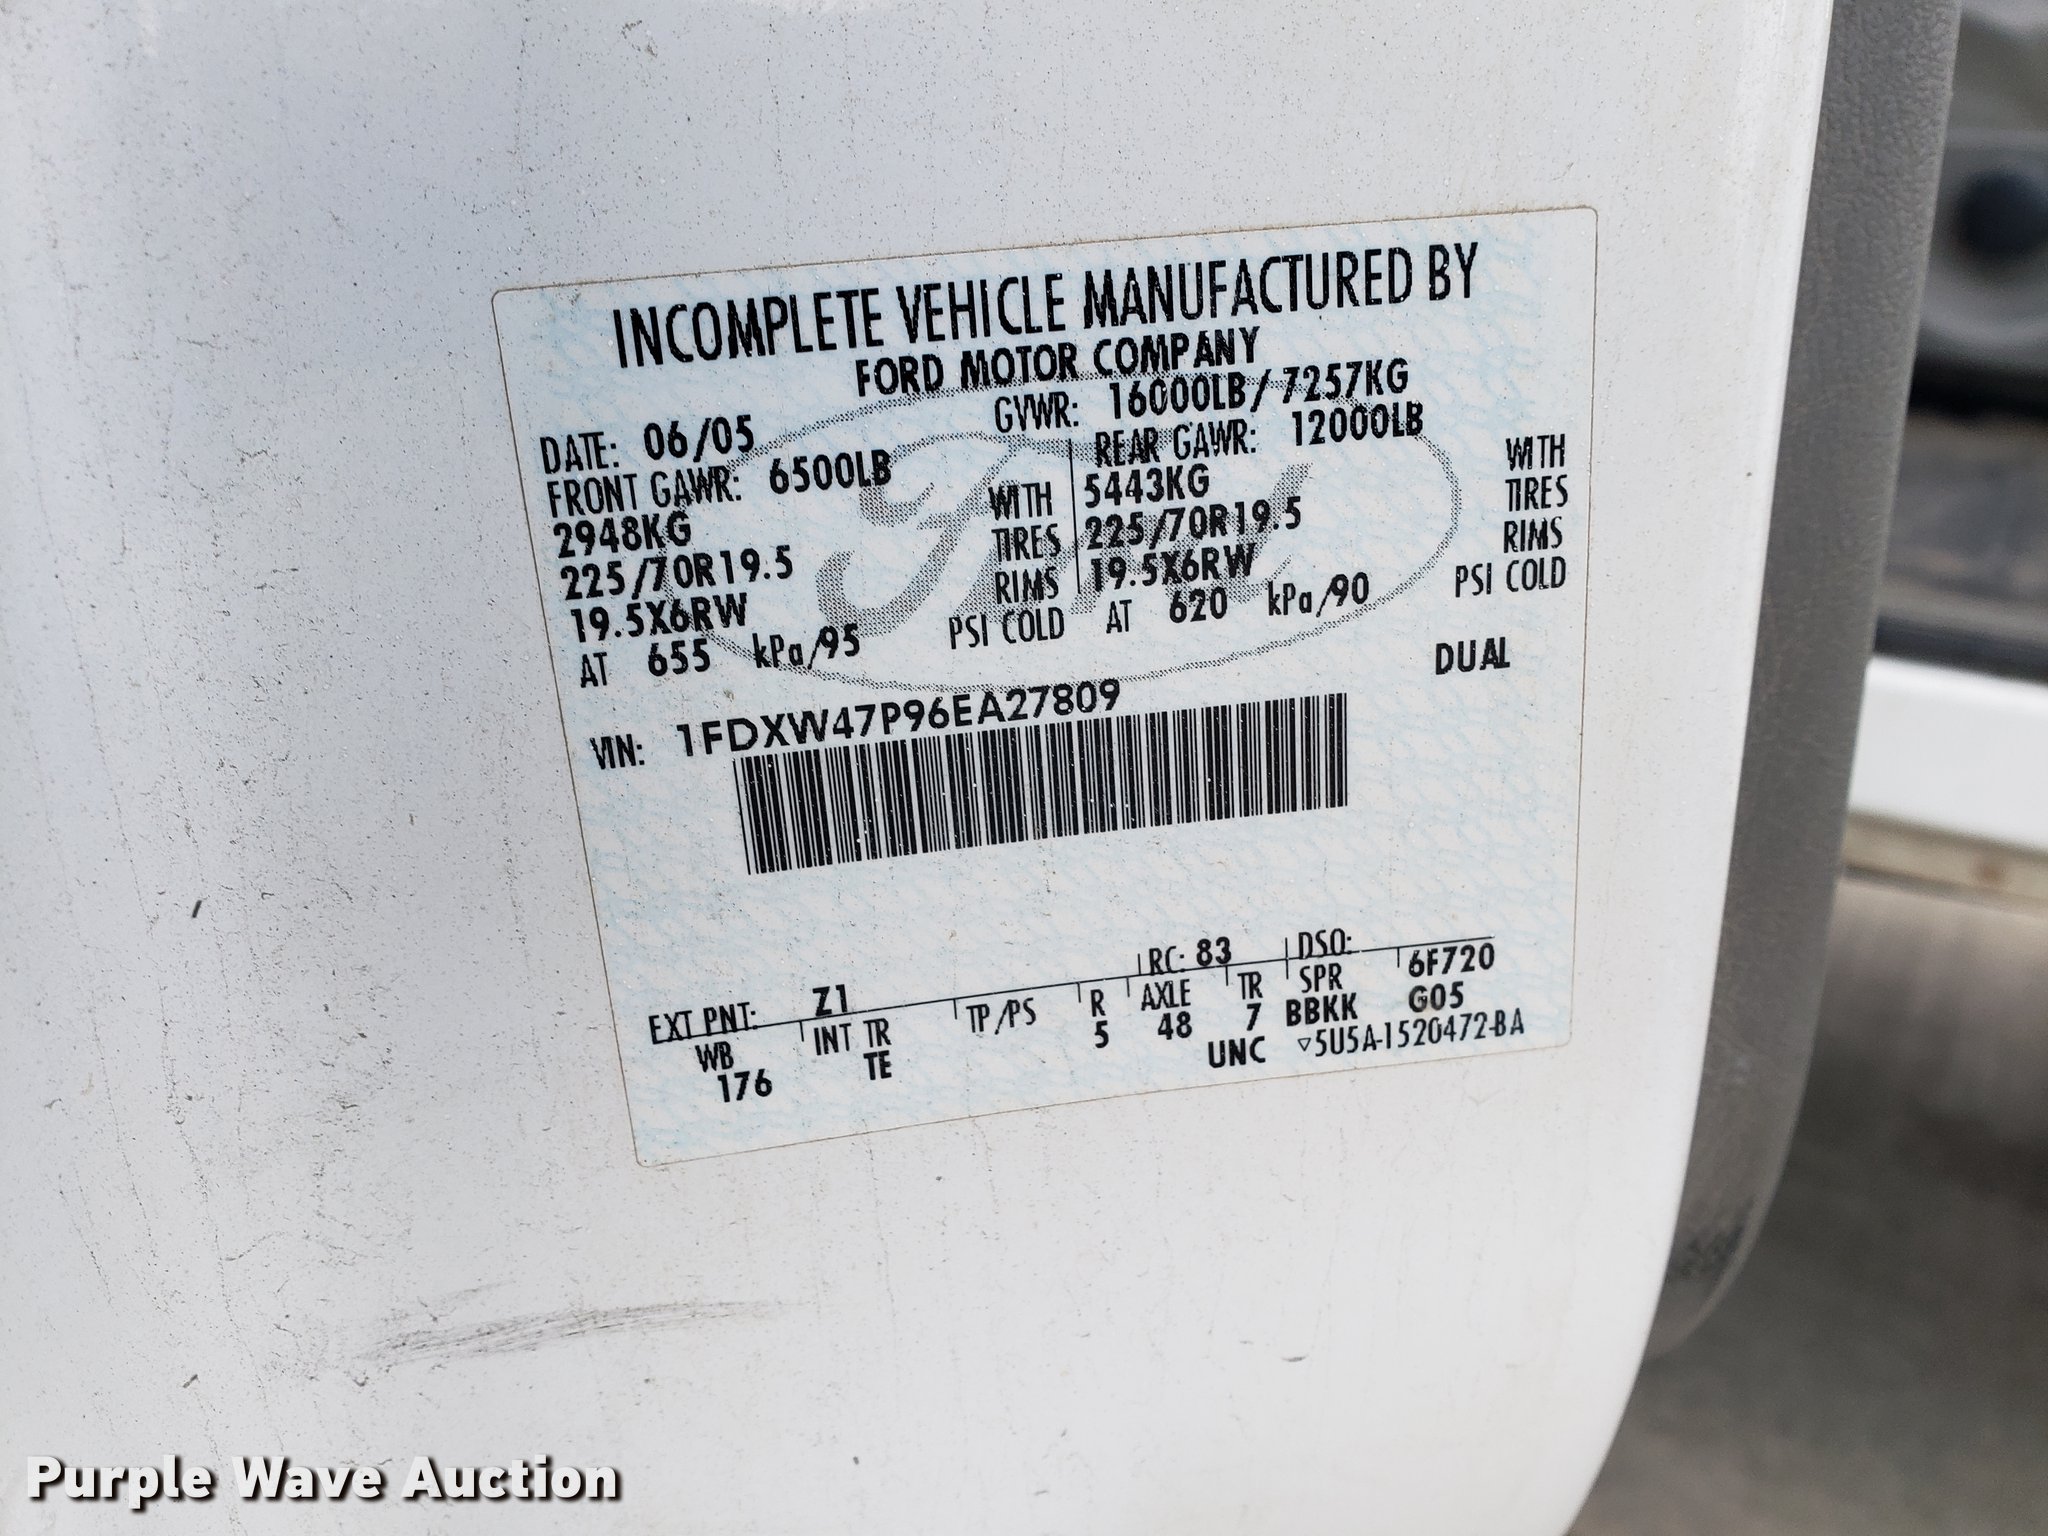 INCOMPLETE VEHICLE MANUFACTURED BY
FORD MOTOR COMPANY
DATE: 06/05 GVWR: 16000LB/7257KG
FRONT GAWR: 6500LB REAR GAWR: 12000LB
2948KG WITH 5443KG WITH
225/70R19.5 TIRES 225/70R19.5 TIRES
19.5X6RW RIMS 19.5X6RW RIMS
AT 655 kPa/95 PSI COLD AT 620 kPa/90 PSI COLD
DUAL
VIN: 1FDXW47P96EA27809
EXT PNT: Z1 RC: 83 DSO:
WB INT TR TP/PS R AXLE TR SPR 6F720
176 TE 5 48 7 BBKK G05
UNC ▽5U5A-1520472-BA
Ford
Purple Wave Auction